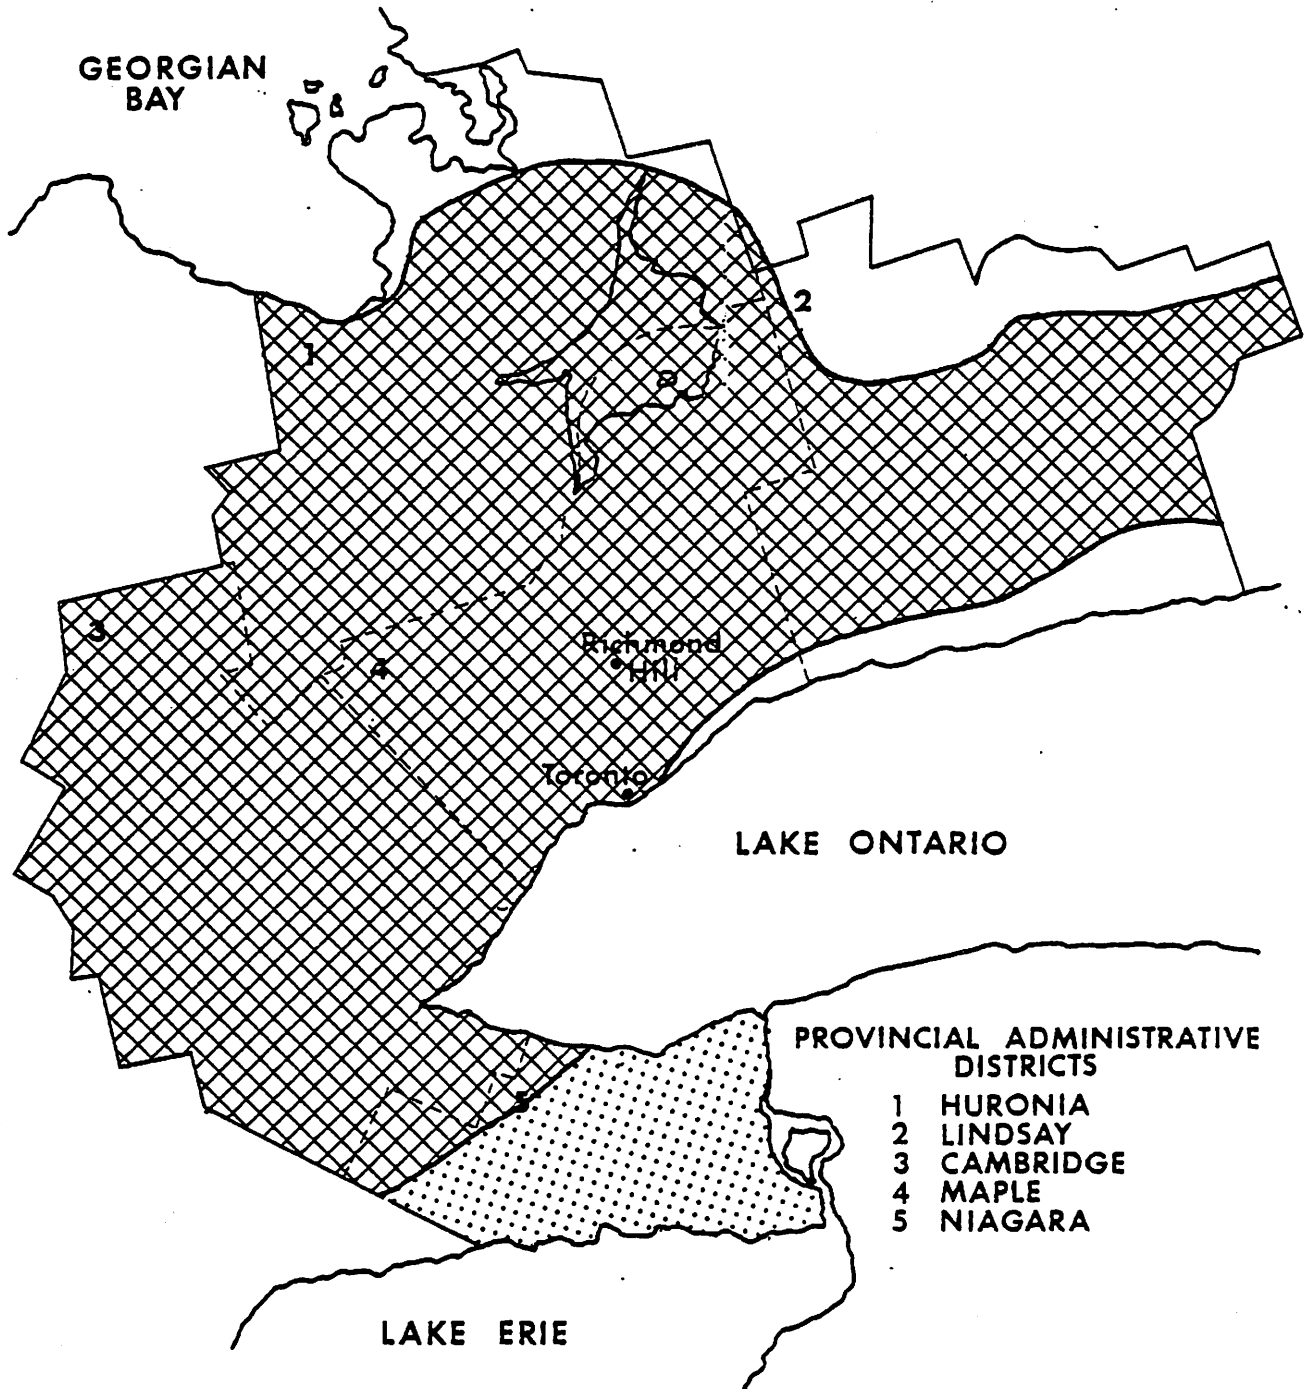 GEORGIAN
BAY
1
2
3
4
Richmond
Hill
Toronto
LAKE ONTARIO
5
PROVINCIAL ADMINISTRATIVE
DISTRICTS
1 HURONIA
2 LINDSAY
3 CAMBRIDGE
4 MAPLE
5 NIAGARA
LAKE ERIE